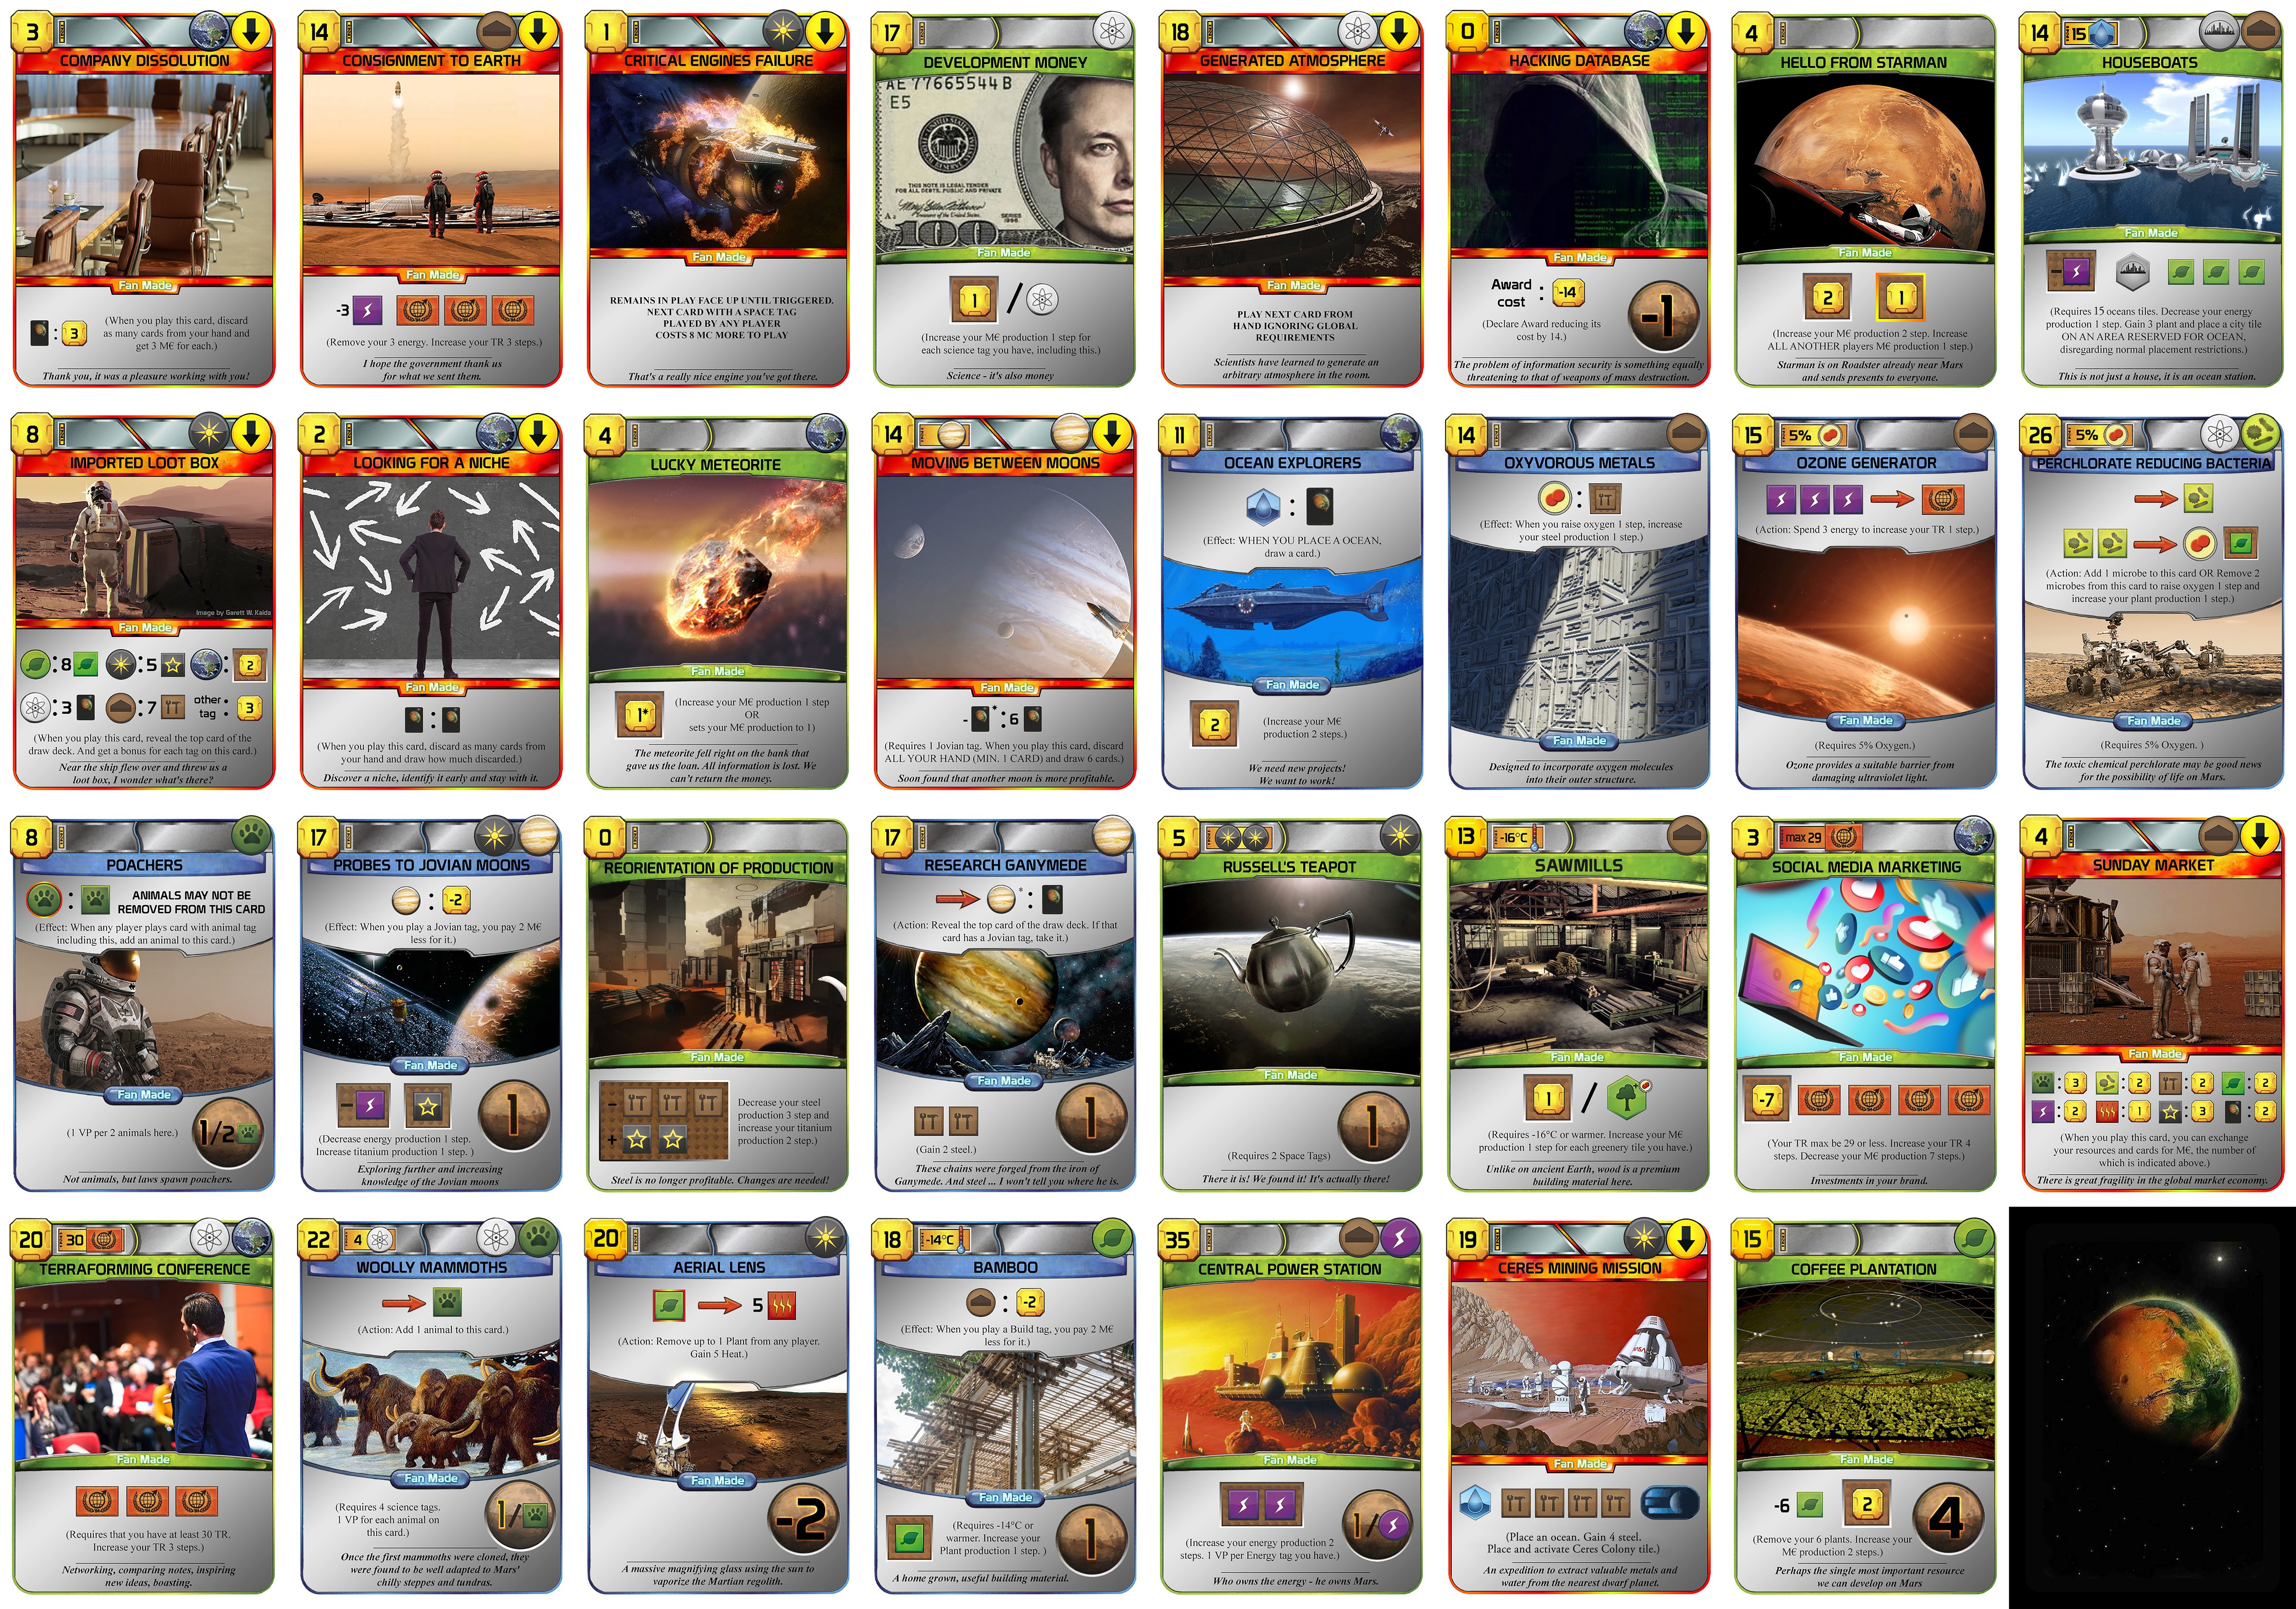 3
COMPANY DISSOLUTION
Fan Made
: 3
(When you play this card, discard
as many cards from your hand and
get 3 M€ for each.)
Thank you, it was a pleasure working with you!
14
CONSIGNMENT TO EARTH
Fan Made
-3
(Remove your 3 energy. Increase your TR 3 steps.)
I hope the government thank us
for what we sent them.
1
CRITICAL ENGINES FAILURE
Fan Made
REMAINS IN PLAY FACE UP UNTIL TRIGGERED.
NEXT CARD WITH A SPACE TAG
PLAYED BY ANY PLAYER
COSTS 8 MC MORE TO PLAY
That's a really nice engine you've got there.
17
DEVELOPMENT MONEY
AE 77665544 B
E5
THIS NOTE IS LEGAL TENDER
FOR ALL DEBTS, PUBLIC AND PRIVATE
SERIES
1996
100
Fan Made
1 /
(Increase your M€ production 1 step for
each science tag you have, including this.)
Science - it's also money
18
GENERATED ATMOSPHERE
Fan Made
PLAY NEXT CARD FROM
HAND IGNORING GLOBAL
REQUIREMENTS
Scientists have learned to generate an
arbitrary atmosphere in the room.
0
HACKING DATABASE
Fan Made
Award
cost : -14
-1
(Declare Award reducing its
cost by 14.)
The problem of information security is something equally
threatening to that of weapons of mass destruction.
4
HELLO FROM STARMAN
Fan Made
2 1
(Increase your M€ production 2 step. Increase
ALL ANOTHER players M€ production 1 step.)
Starman is on Roadster already near Mars
and sends presents to everyone.
14 15
HOUSEBOATS
Fan Made
-
(Requires 15 oceans tiles. Decrease your energy
production 1 step. Gain 3 plant and place a city tile
ON AN AREA RESERVED FOR OCEAN,
disregarding normal placement restrictions.)
This is not just a house, it is an ocean station.
8
IMPORTED LOOT BOX
Image by Garett W. Kaida
Fan Made
:8 :5 : 2
:3 :7 other tag : 3
(When you play this card, reveal the top card of the
draw deck. And get a bonus for each tag on this card.)
Near the ship flew over and threw us a
loot box, I wonder what's there?
2
LOOKING FOR A NICHE
Fan Made
:
(When you play this card, discard as many cards from
your hand and draw how much discarded.)
Discover a niche, identify it early and stay with it.
4
LUCKY METEORITE
Fan Made
1*
(Increase your M€ production 1 step
OR
sets your M€ production to 1)
The meteorite fell right on the bank that
gave us the loan. All information is lost. We
can't return the money.
14
MOVING BETWEEN MOONS
Fan Made
- * :6
(Requires 1 Jovian tag. When you play this card, discard
ALL YOUR HAND (MIN. 1 CARD) and draw 6 cards.)
Soon found that another moon is more profitable.
11
OCEAN EXPLORERS
:
(Effect: WHEN YOU PLACE A OCEAN,
draw a card.)
Fan Made
2
(Increase your M€
production 2 steps.)
We need new projects!
We want to work!
14
OXYVOROUS METALS
:
(Effect: When you raise oxygen 1 step, increase
your steel production 1 step.)
Fan Made
Designed to incorporate oxygen molecules
into their outer structure.
15 5%
OZONE GENERATOR
(Action: Spend 3 energy to increase your TR 1 step.)
Fan Made
(Requires 5% Oxygen.)
Ozone provides a suitable barrier from
damaging ultraviolet light.
26 5%
PERCHLORATE REDUCING BACTERIA
(Action: Add 1 microbe to this card OR Remove 2
microbes from this card to raise oxygen 1 step and
increase your plant production 1 step.)
Fan Made
(Requires 5% Oxygen. )
The toxic chemical perchlorate may be good news
for the possibility of life on Mars.
8
POACHERS
: ANIMALS MAY NOT BE
REMOVED FROM THIS CARD
(Effect: When any player plays card with animal tag
including this, add an animal to this card.)
Fan Made
(1 VP per 2 animals here.)
1/2
Not animals, but laws spawn poachers.
17
PROBES TO JOVIAN MOONS
: -2
(Effect: When you play a Jovian tag, you pay 2 M€
less for it.)
Fan Made
-
1
(Decrease energy production 1 step.
Increase titanium production 1 step. )
Exploring further and increasing
knowledge of the Jovian moons
0
REORIENTATION OF PRODUCTION
Fan Made
-
+
Decrease your steel
production 3 step and
increase your titanium
production 2 step.)
Steel is no longer profitable. Changes are needed!
17
RESEARCH GANYMEDE
* :
(Action: Reveal the top card of the draw deck. If that
card has a Jovian tag, take it.)
Fan Made
1
(Gain 2 steel.)
These chains were forged from the iron of
Ganymede. And steel ... I won't tell you where he is.
5
RUSSELL'S TEAPOT
Fan Made
1
(Requires 2 Space Tags)
There it is! We found it! It's actually there!
13 -16°C
SAWMILLS
Fan Made
1 /
(Requires -16°C or warmer. Increase your M€
production 1 step for each greenery tile you have.)
Unlike on ancient Earth, wood is a premium
building material here.
3 max 29
SOCIAL MEDIA MARKETING
Fan Made
-7
(Your TR max be 29 or less. Increase your TR 4
steps. Decrease your M€ production 7 steps.)
Investments in your brand.
4
SUNDAY MARKET
Fan Made
:3 :2 :2 :2
:2 :1 :3 :2
(When you play this card, you can exchange
your resources and cards for M€, the number of
which is indicated above.)
There is great fragility in the global market economy.
20 30
TERRAFORMING CONFERENCE
Fan Made
(Requires that you have at least 30 TR.
Increase your TR 3 steps.)
Networking, comparing notes, inspiring
new ideas, boasting.
22 4
WOOLLY MAMMOTHS
(Action: Add 1 animal to this card.)
Fan Made
(Requires 4 science tags.
1 VP for each animal on
this card.)
1/
Once the first mammoths were cloned, they
were found to be well adapted to Mars'
chilly steppes and tundras.
20
AERIAL LENS
5
(Action: Remove up to 1 Plant from any player.
Gain 5 Heat.)
Fan Made
-2
A massive magnifying glass using the sun to
vaporize the Martian regolith.
18 -14°C
BAMBOO
: -2
(Effect: When you play a Build tag, you pay 2 M€
less for it.)
Fan Made
(Requires -14°C or
warmer. Increase your
Plant production 1 step. )
1
A home grown, useful building material.
35
CENTRAL POWER STATION
Fan Made
1/
(Increase your energy production 2
steps. 1 VP per Energy tag you have.)
Who owns the energy - he owns Mars.
19
CERES MINING MISSION
NASA
Fan Made
(Place an ocean. Gain 4 steel.
Place and activate Ceres Colony tile.)
An expedition to extract valuable metals and
water from the nearest dwarf planet.
15
COFFEE PLANTATION
Fan Made
-6 2
4
(Remove your 6 plants. Increase your
M€ production 2 steps.)
Perhaps the single most important resource
we can develop on Mars